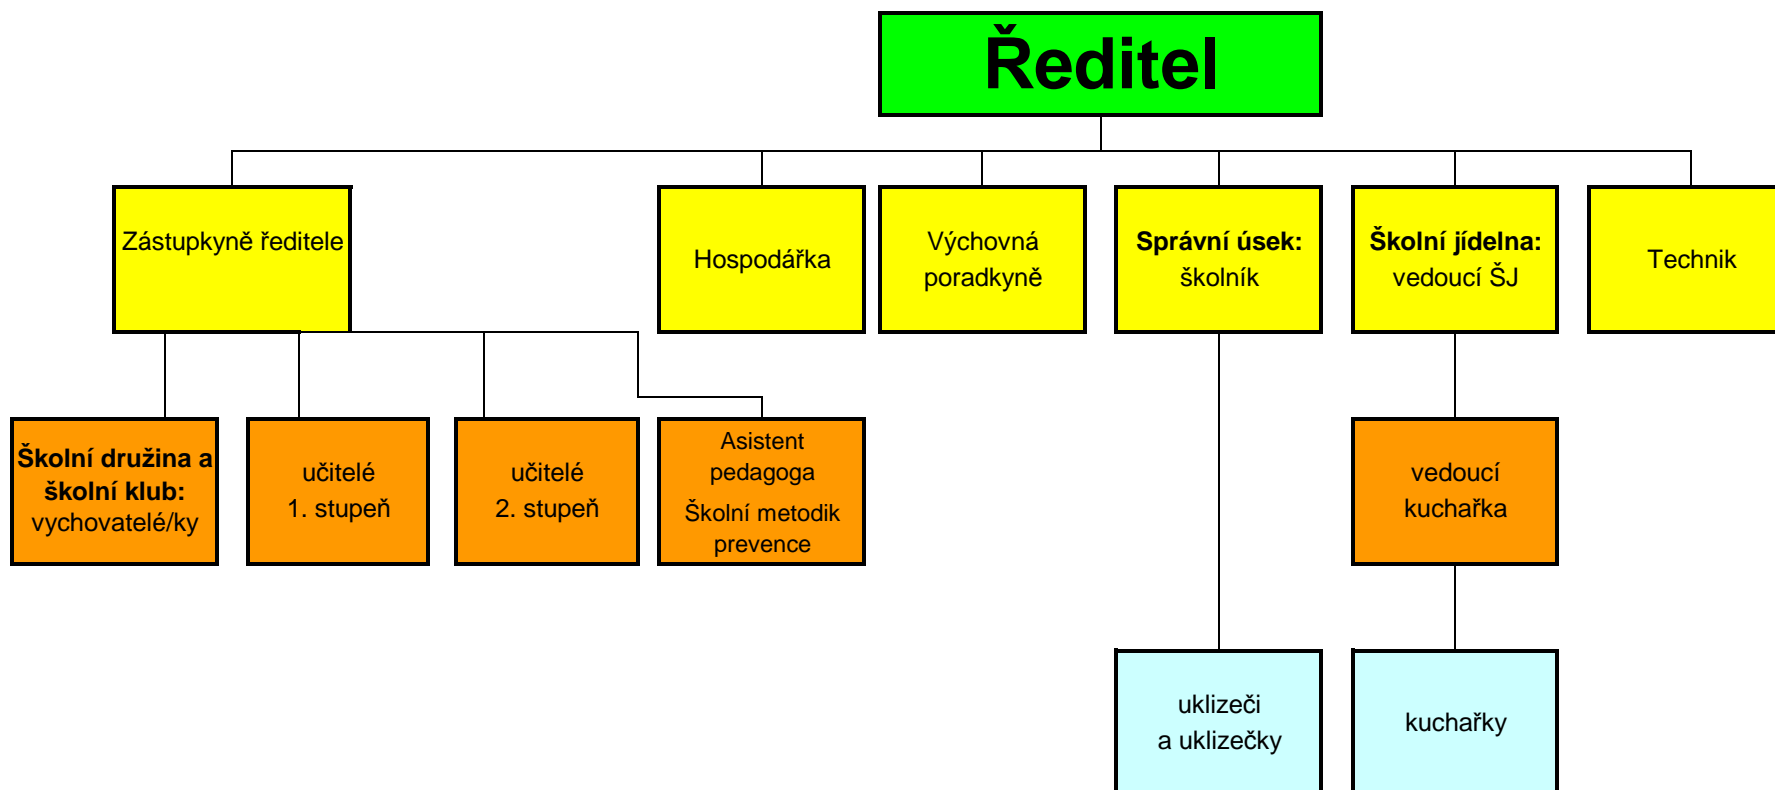 Ředitel
Zástupkyně ředitele
Hospodářka
Výchovná
poradkyně
Správní úsek:
školník
Školní jídelna:
vedoucí ŠJ
Technik
Školní družina a
školní klub:
vychovatelé/ky
učitelé
1. stupeň
učitelé
2. stupeň
Asistent
pedagoga
Školní metodik
prevence
vedoucí
kuchařka
uklizeči
a uklizečky
kuchařky